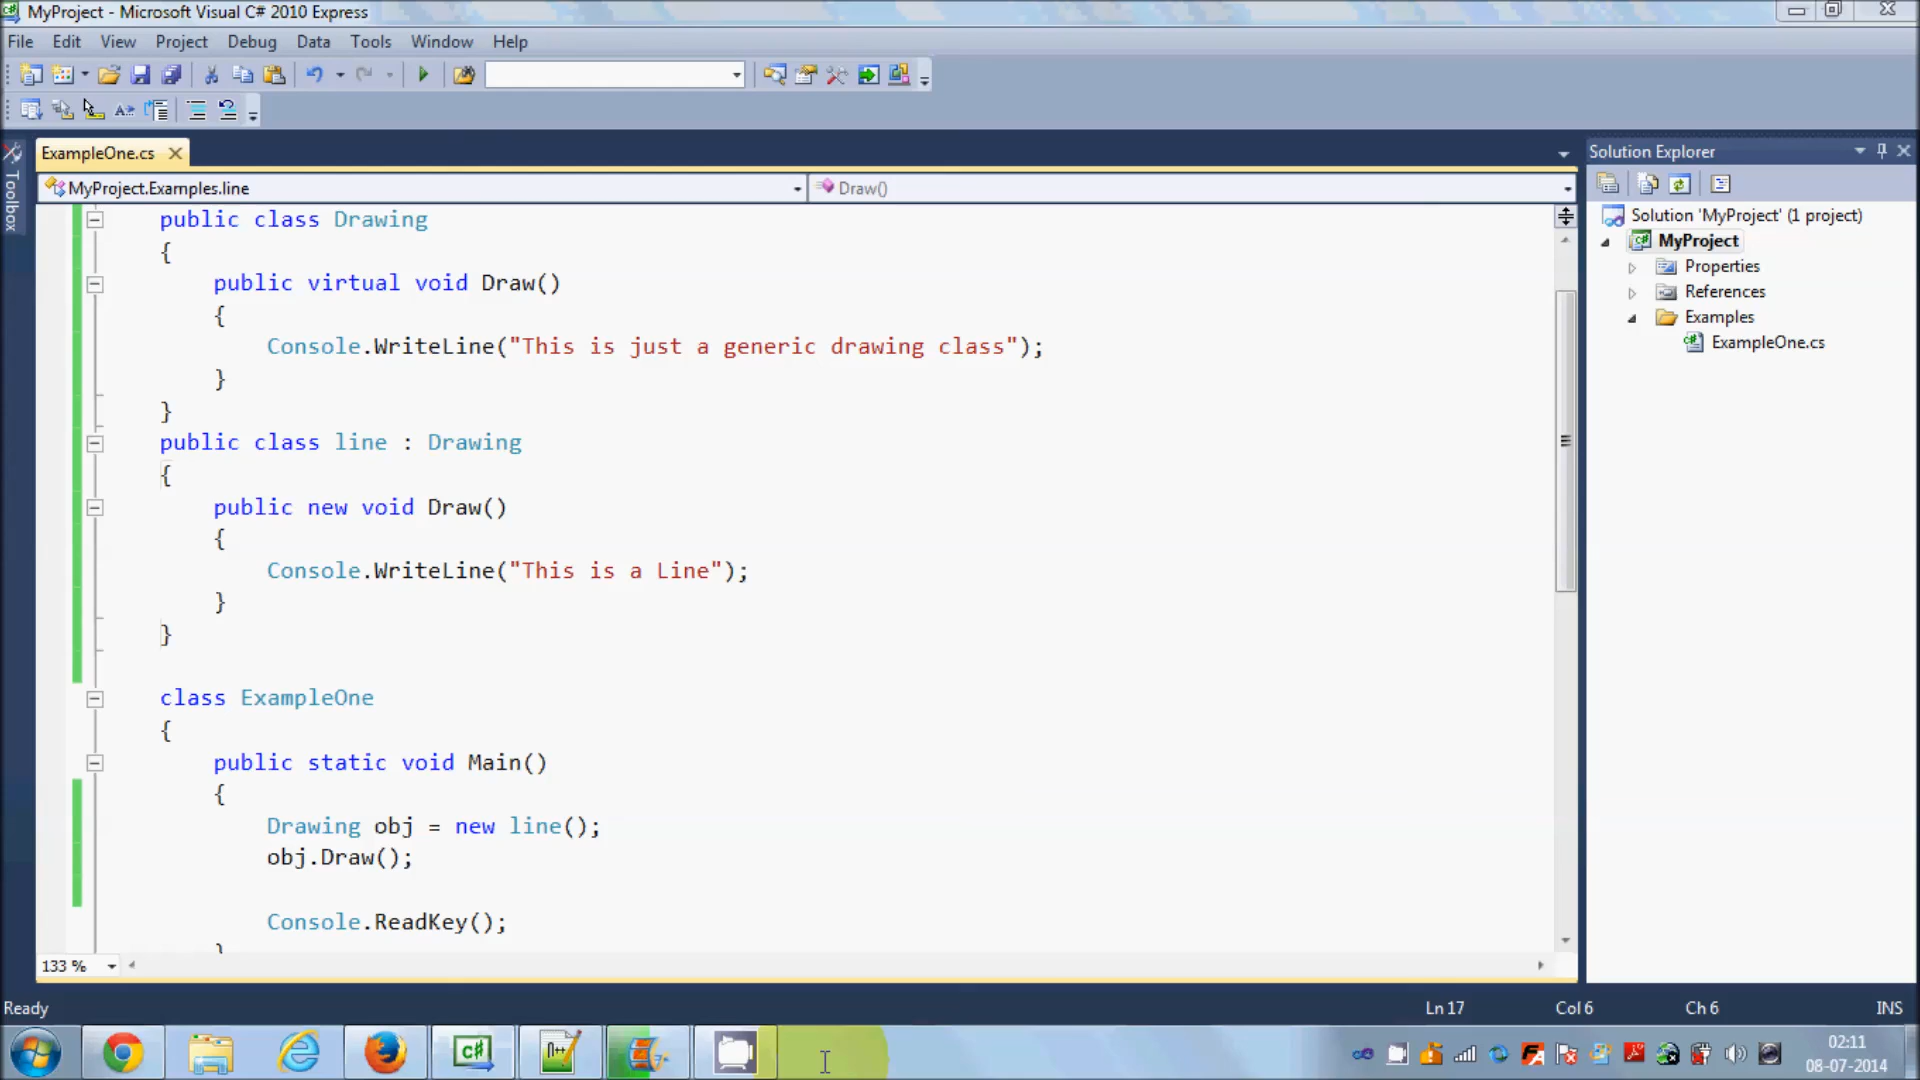 MyProject - Microsoft Visual C# 2010 Express
File Edit View Project Debug Data Tools Window Help
ExampleOne.cs
MyProject.Examples.line
Draw()
public class Drawing
{
public virtual void Draw()
{
Console.WriteLine("This is just a generic drawing class");
}
}
public class line : Drawing
{
public new void Draw()
{
Console.WriteLine("This is a Line");
}
}
class ExampleOne
{
public static void Main()
{
Drawing obj = new line();
obj.Draw();
Console.ReadKey();
}
133 %
Toolbox
Solution Explorer
Solution 'MyProject' (1 project)
MyProject
Properties
References
Examples
ExampleOne.cs
Ready
Ln 17 Col 6 Ch 6 INS
02:11
08-07-2014